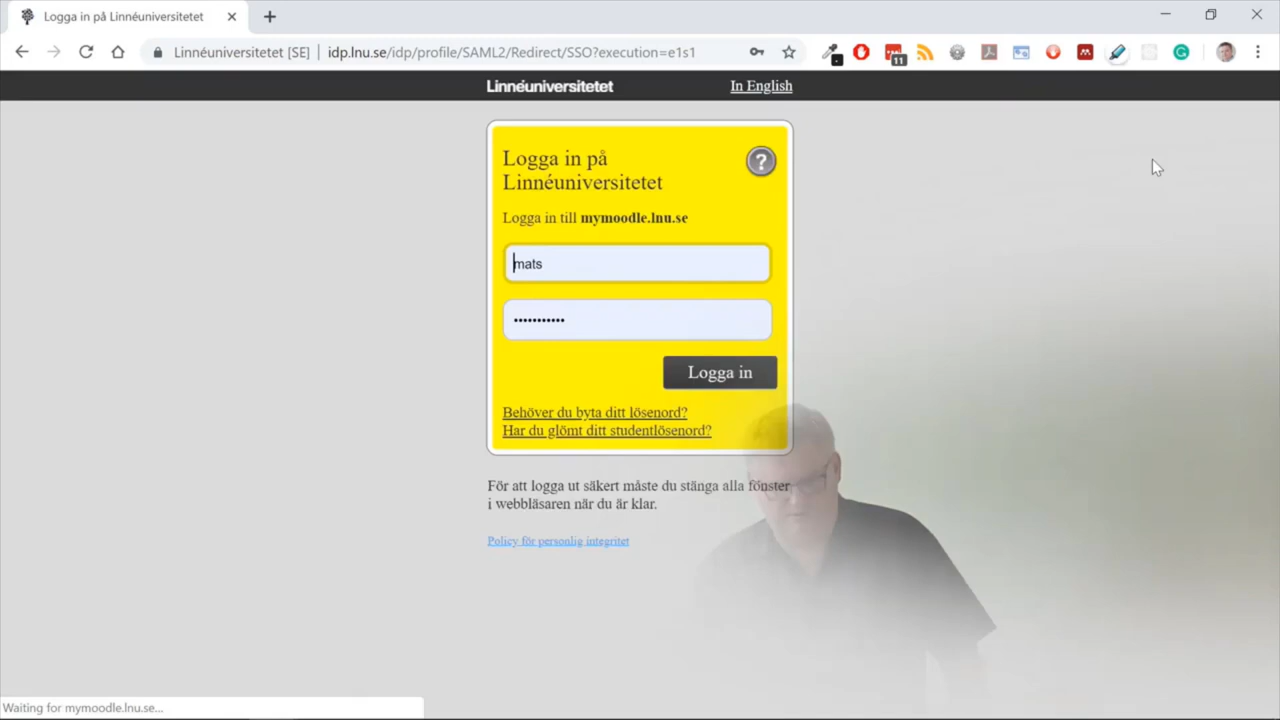 Logga in på Linnéuniversitetet
Linnéuniversitetet [SE] | idp.lnu.se/idp/profile/SAML2/Redirect/SSO?execution=e1s1
11
Linnéuniversitetet
In English
Logga in på
Linnéuniversitetet
?
Logga in till mymoodle.lnu.se
mats
•••••••••••
Logga in
Behöver du byta ditt lösenord?
Har du glömt ditt studentlösenord?
För att logga ut säkert måste du stänga alla fönster
i webbläsaren när du är klar.
Policy för personlig integritet
Waiting for mymoodle.lnu.se...